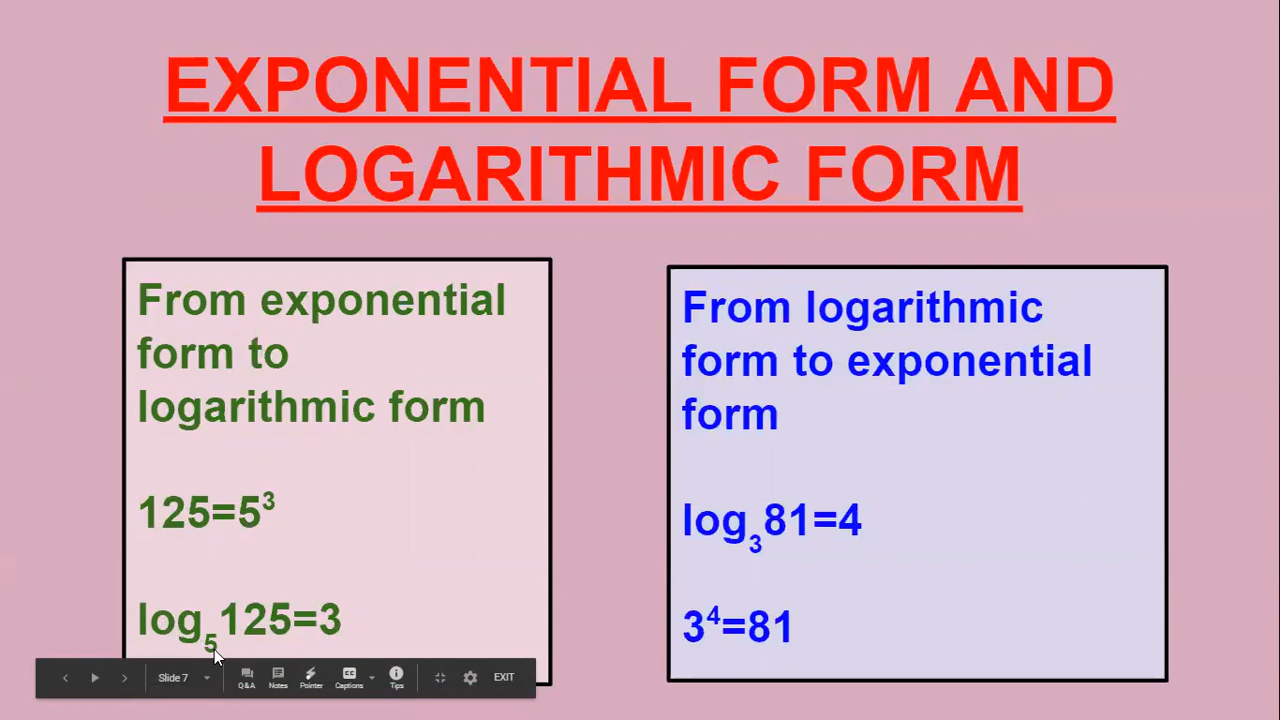 EXPONENTIAL FORM AND
LOGARITHMIC FORM
From exponential
form to
logarithmic form
125=5³
log₅125=3
From logarithmic
form to exponential
form
log₃81=4
3⁴=81
Slide 7
Q&A
Notes
Pointer
CC
Captions
Tips
EXIT